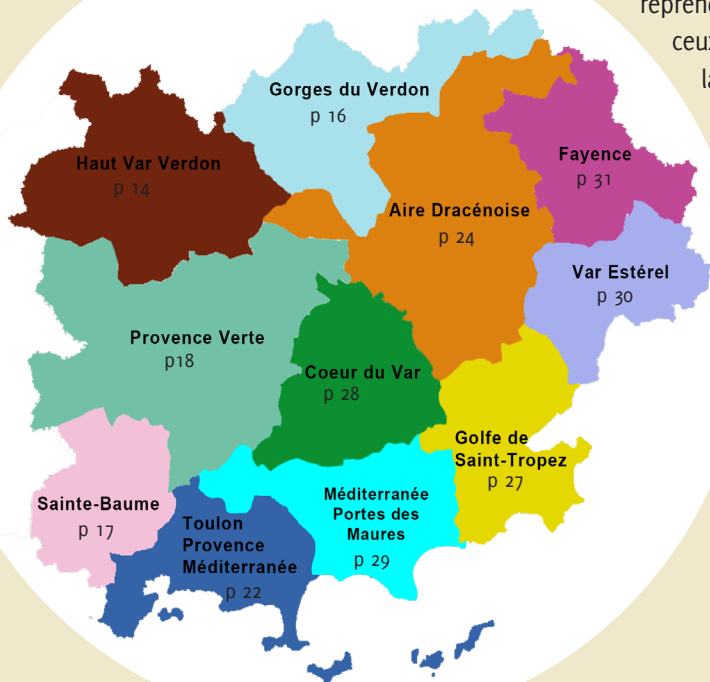 ceux
Gorges du Verdon
p 16
Haut Var Verdon
p 14
Fayence
p 31
Aire Dracénoise
p 24
Var Estérel
p 30
Provence Verte
p18
Coeur du Var
p 28
Golfe de
Saint-Tropez
p 27
Sainte-Baume
p 17
Méditerranée
Portes des
Maures
p 29
Toulon
Provence
Méditerranée
p 22